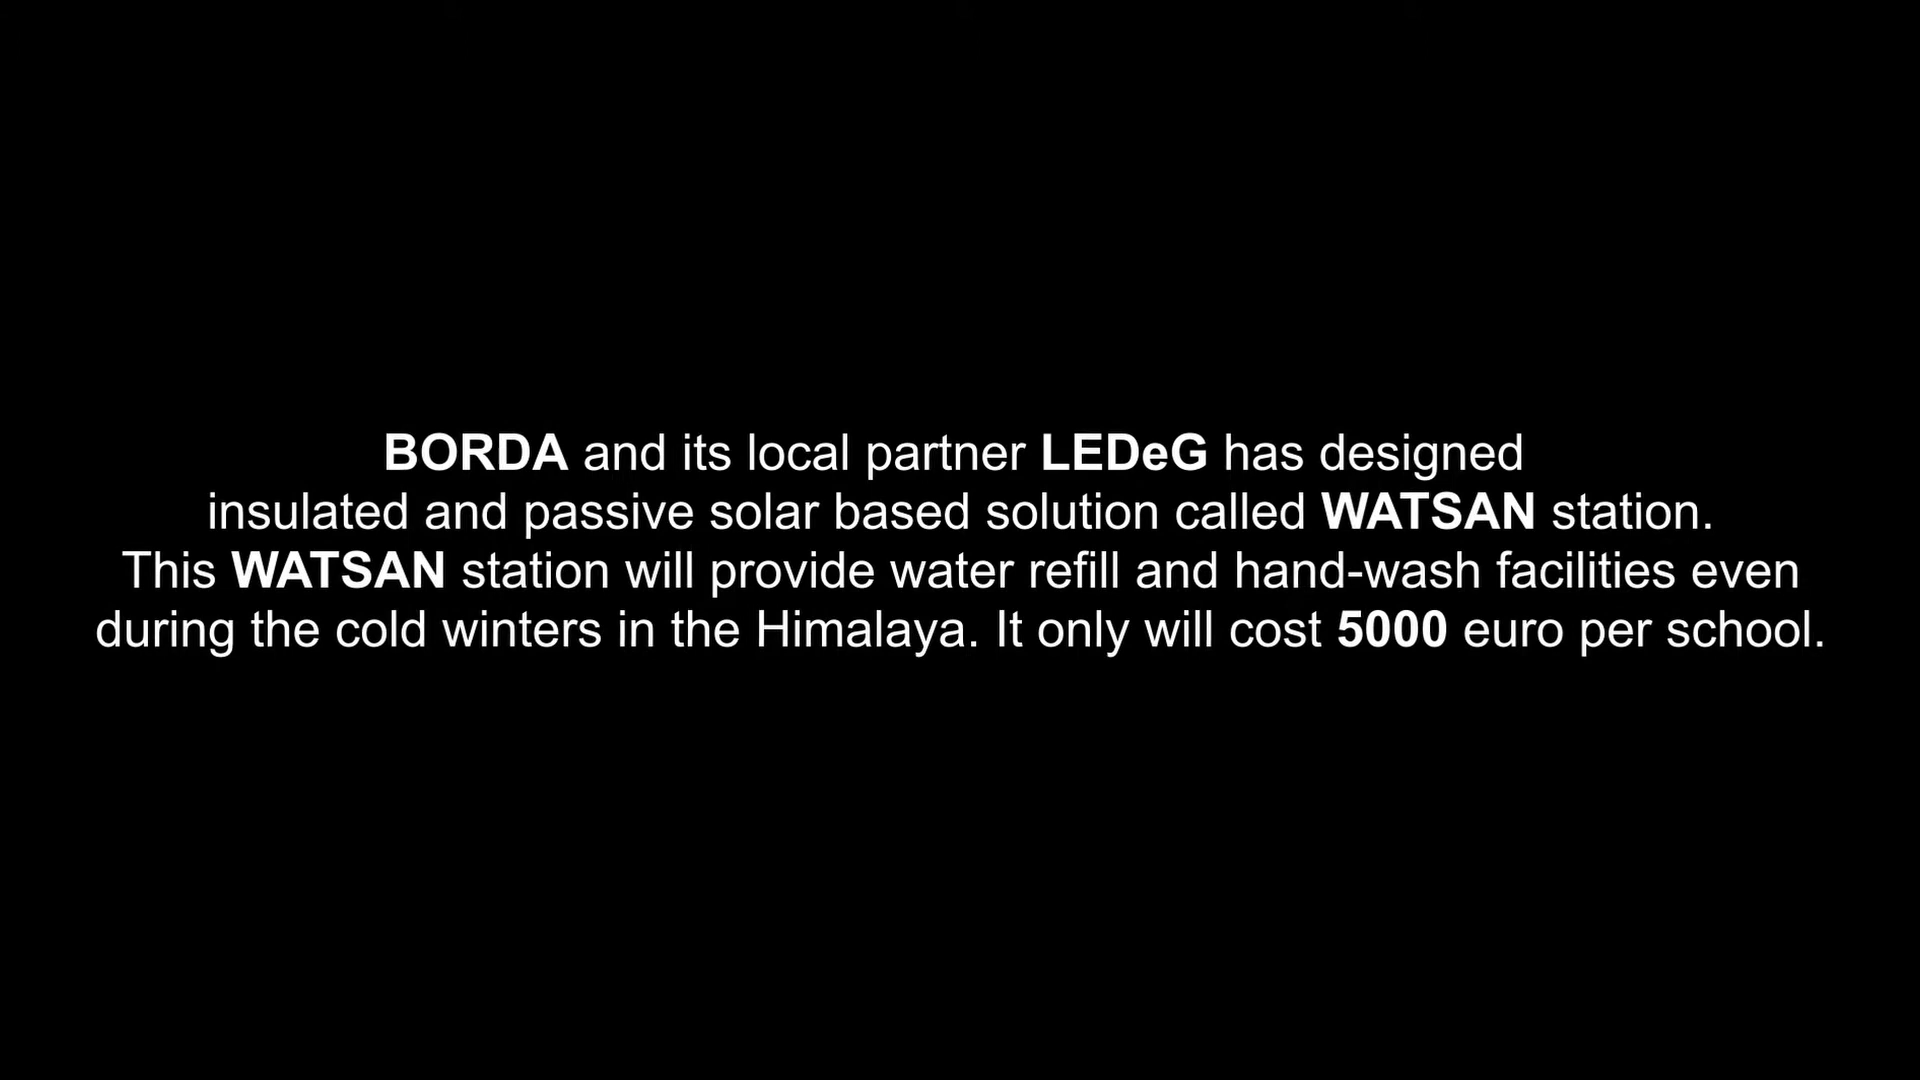 BORDA and its local partner LEDeG has designed
insulated and passive solar based solution called WATSAN station.
This WATSAN station will provide water refill and hand-wash facilities even
during the cold winters in the Himalaya. It only will cost 5000 euro per school.